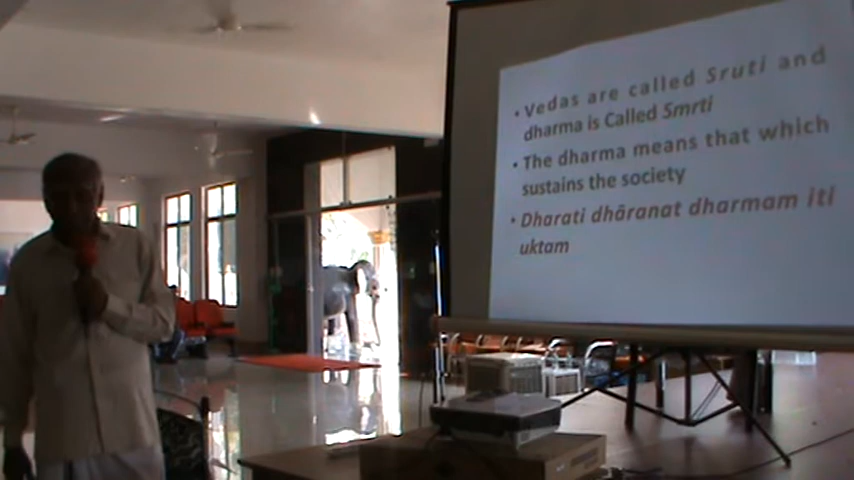 • Vedas are called Sruti and
dharma is Called Smrti
• The dharma means that which
sustains the society
• Dharati dhāranat dharmam iti
uktam